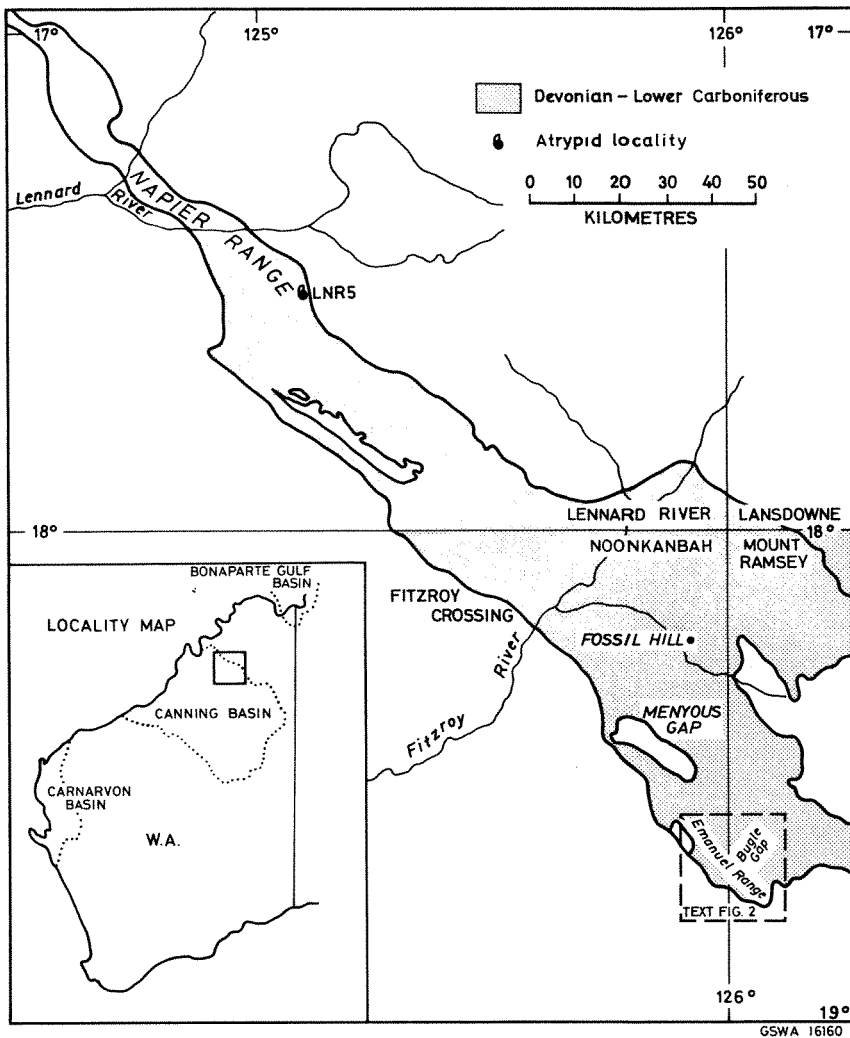 17°
125°
126°
17°
Devonian – Lower Carboniferous
Atrypid locality
0 10 20 30 40 50
KILOMETRES
Lennard
River
NAPIER RANGE
LNR5
LENNARD RIVER
LANSDOWNE
18°
18°
NOONKANBAH
MOUNT
RAMSEY
FITZROY
CROSSING
FOSSIL HILL
Fitzroy
River
MENYOUS
GAP
Emanuel Range
Bugle
Gap
TEXT FIG. 2
BONAPARTE GULF
BASIN
LOCALITY MAP
CANNING BASIN
CARNARVON
BASIN
W.A.
126°
19°
GSWA 16160